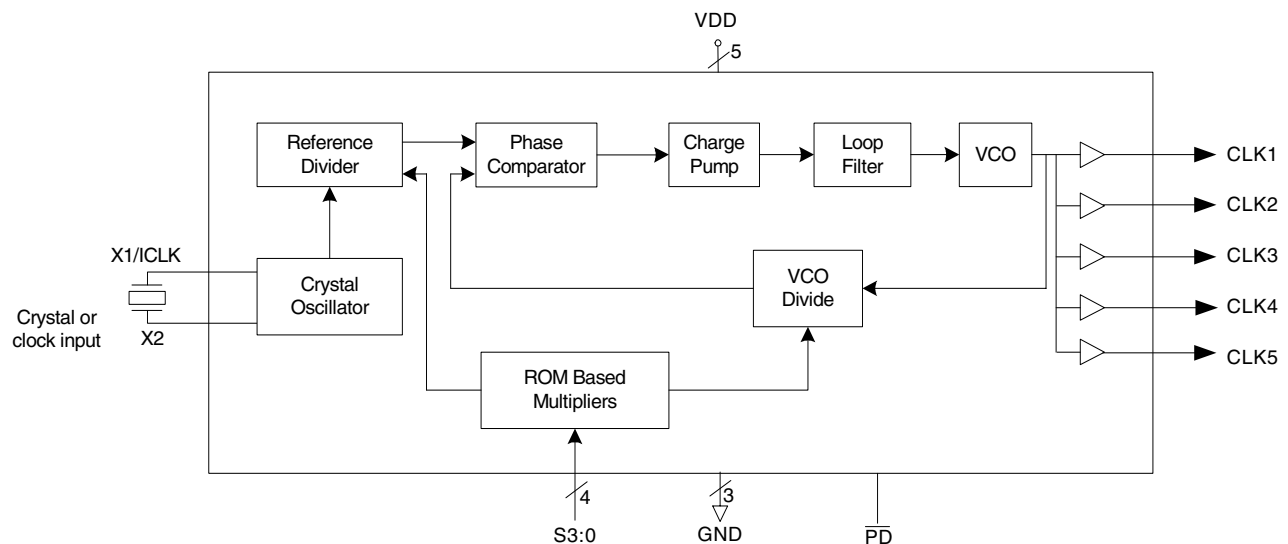 VDD
5
Reference
Divider
Phase
Comparator
Charge
Pump
Loop
Filter
VCO
CLK1
CLK2
CLK3
CLK4
CLK5
X1/ICLK
Crystal or
clock input
X2
Crystal
Oscillator
VCO
Divide
ROM Based
Multipliers
4
S3:0
3
GND
PD